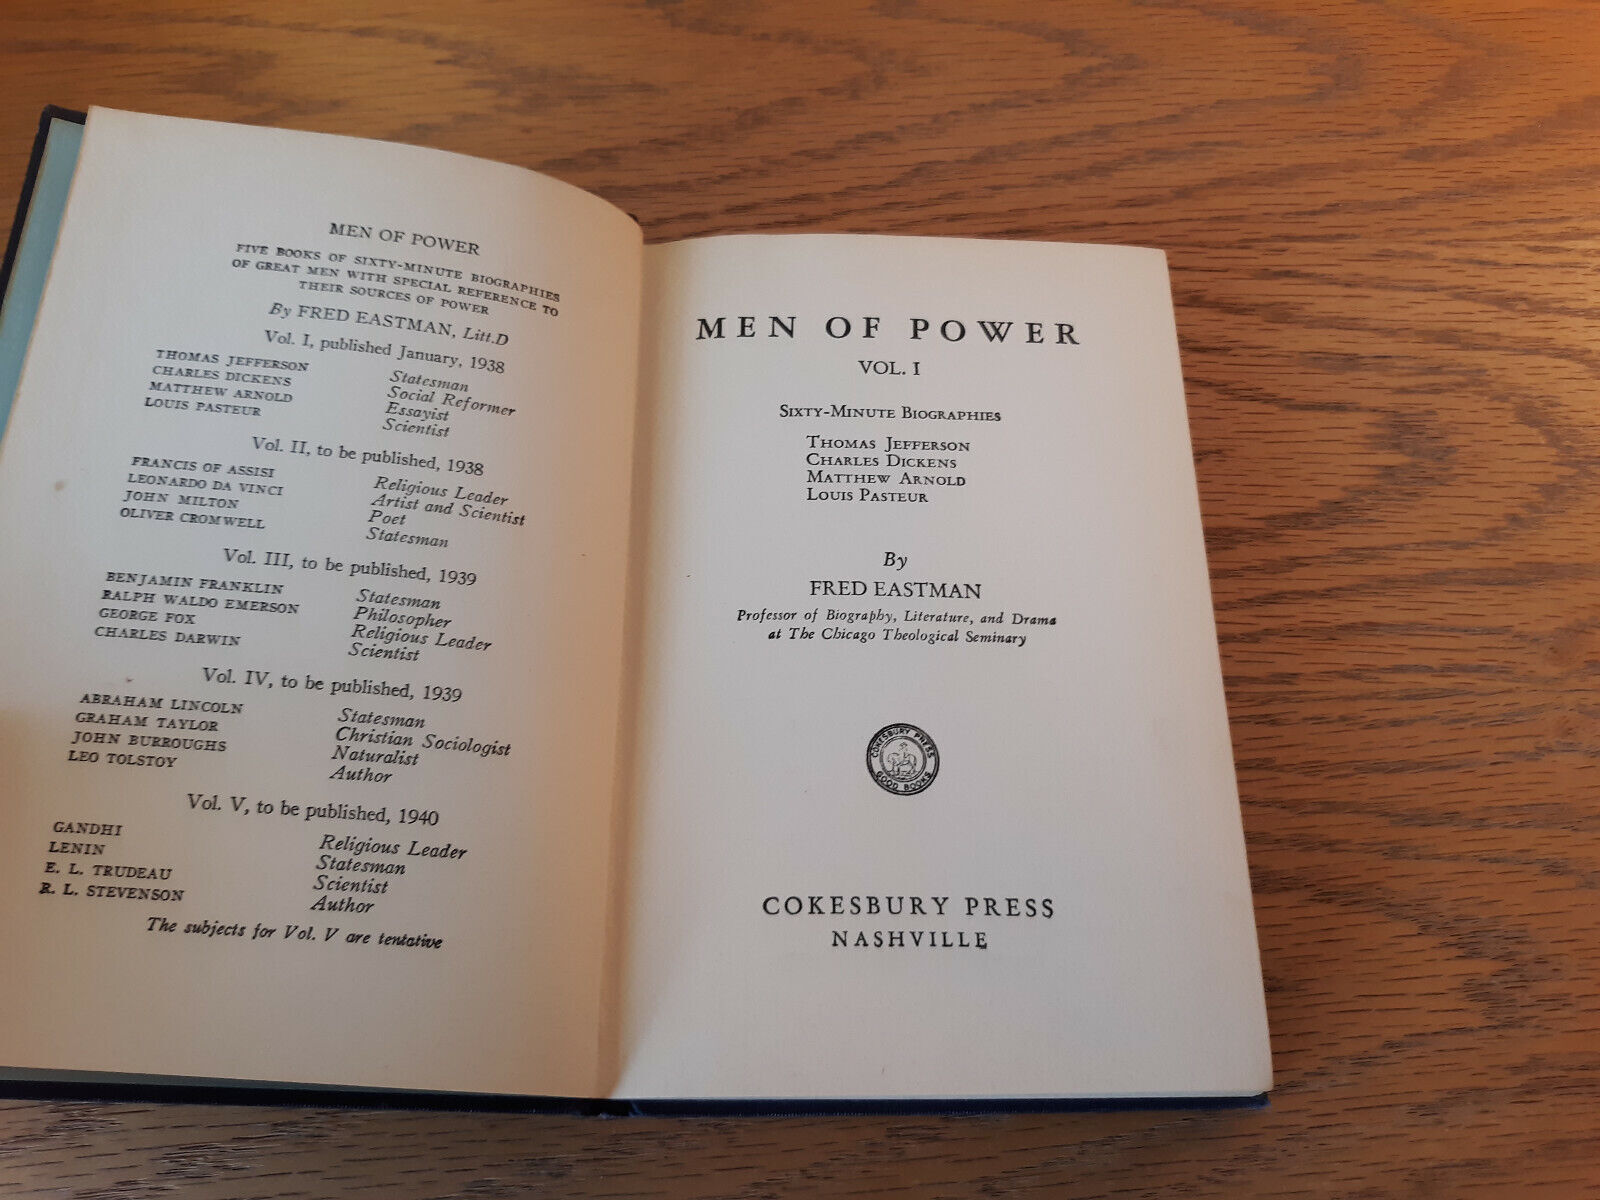 MEN OF POWER
FIVE BOOKS OF SIXTY-MINUTE BIOGRAPHIES
OF GREAT MEN WITH SPECIAL REFERENCE TO
THEIR SOURCES OF POWER
By FRED EASTMAN, Litt.D
Vol. I, published January, 1938
THOMAS JEFFERSON Statesman
CHARLES DICKENS Social Reformer
MATTHEW ARNOLD Essayist
LOUIS PASTEUR Scientist
Vol. II, to be published, 1938
FRANCIS OF ASSISI Religious Leader
LEONARDO DA VINCI Artist and Scientist
JOHN MILTON Poet
OLIVER CROMWELL Statesman
Vol. III, to be published, 1939
BENJAMIN FRANKLIN Statesman
RALPH WALDO EMERSON Philosopher
GEORGE FOX Religious Leader
CHARLES DARWIN Scientist
Vol. IV, to be published, 1939
ABRAHAM LINCOLN Statesman
GRAHAM TAYLOR Christian Sociologist
JOHN BURROUGHS Naturalist
LEO TOLSTOY Author
Vol. V, to be published, 1940
GANDHI Religious Leader
LENIN Statesman
E. L. TRUDEAU Scientist
R. L. STEVENSON Author
The subjects for Vol. V are tentative
MEN OF POWER
VOL. I
SIXTY-MINUTE BIOGRAPHIES
THOMAS JEFFERSON
CHARLES DICKENS
MATTHEW ARNOLD
LOUIS PASTEUR
By
FRED EASTMAN
Professor of Biography, Literature, and Drama
at The Chicago Theological Seminary
COKESBURY PRESS
GOOD BOOKS
COKESBURY PRESS
NASHVILLE